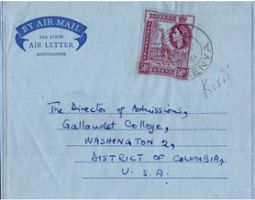 BY AIR MAIL
PAR AVION
AIR LETTER
AEROGRAMME
KENYA
Kisii
The Director of Admissions,
Gallaudet College,
WASHINGTON 2,
DISTRICT OF COLUMBIA,
U. S. A.